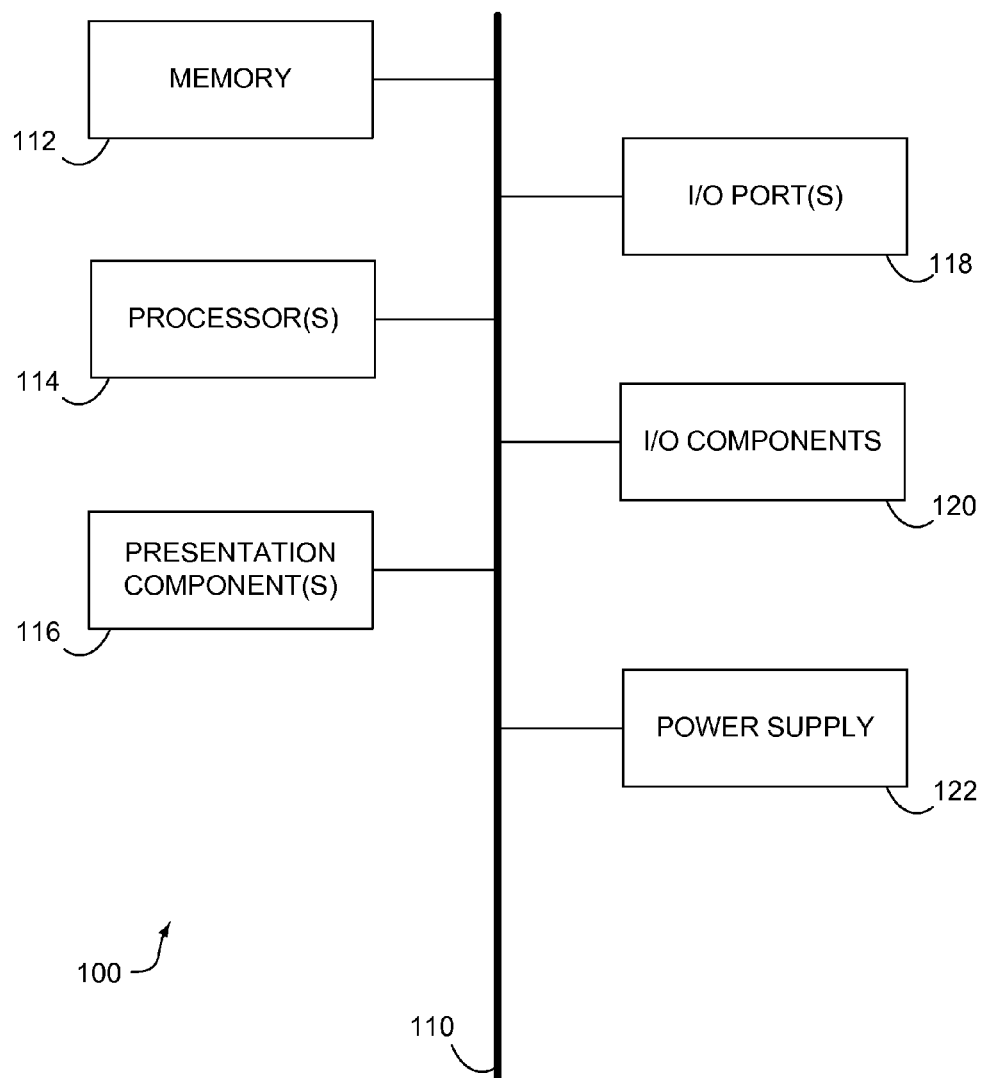 MEMORY
112
I/O PORT(S)
118
PROCESSOR(S)
114
I/O COMPONENTS
120
PRESENTATION
COMPONENT(S)
116
POWER SUPPLY
122
100
110